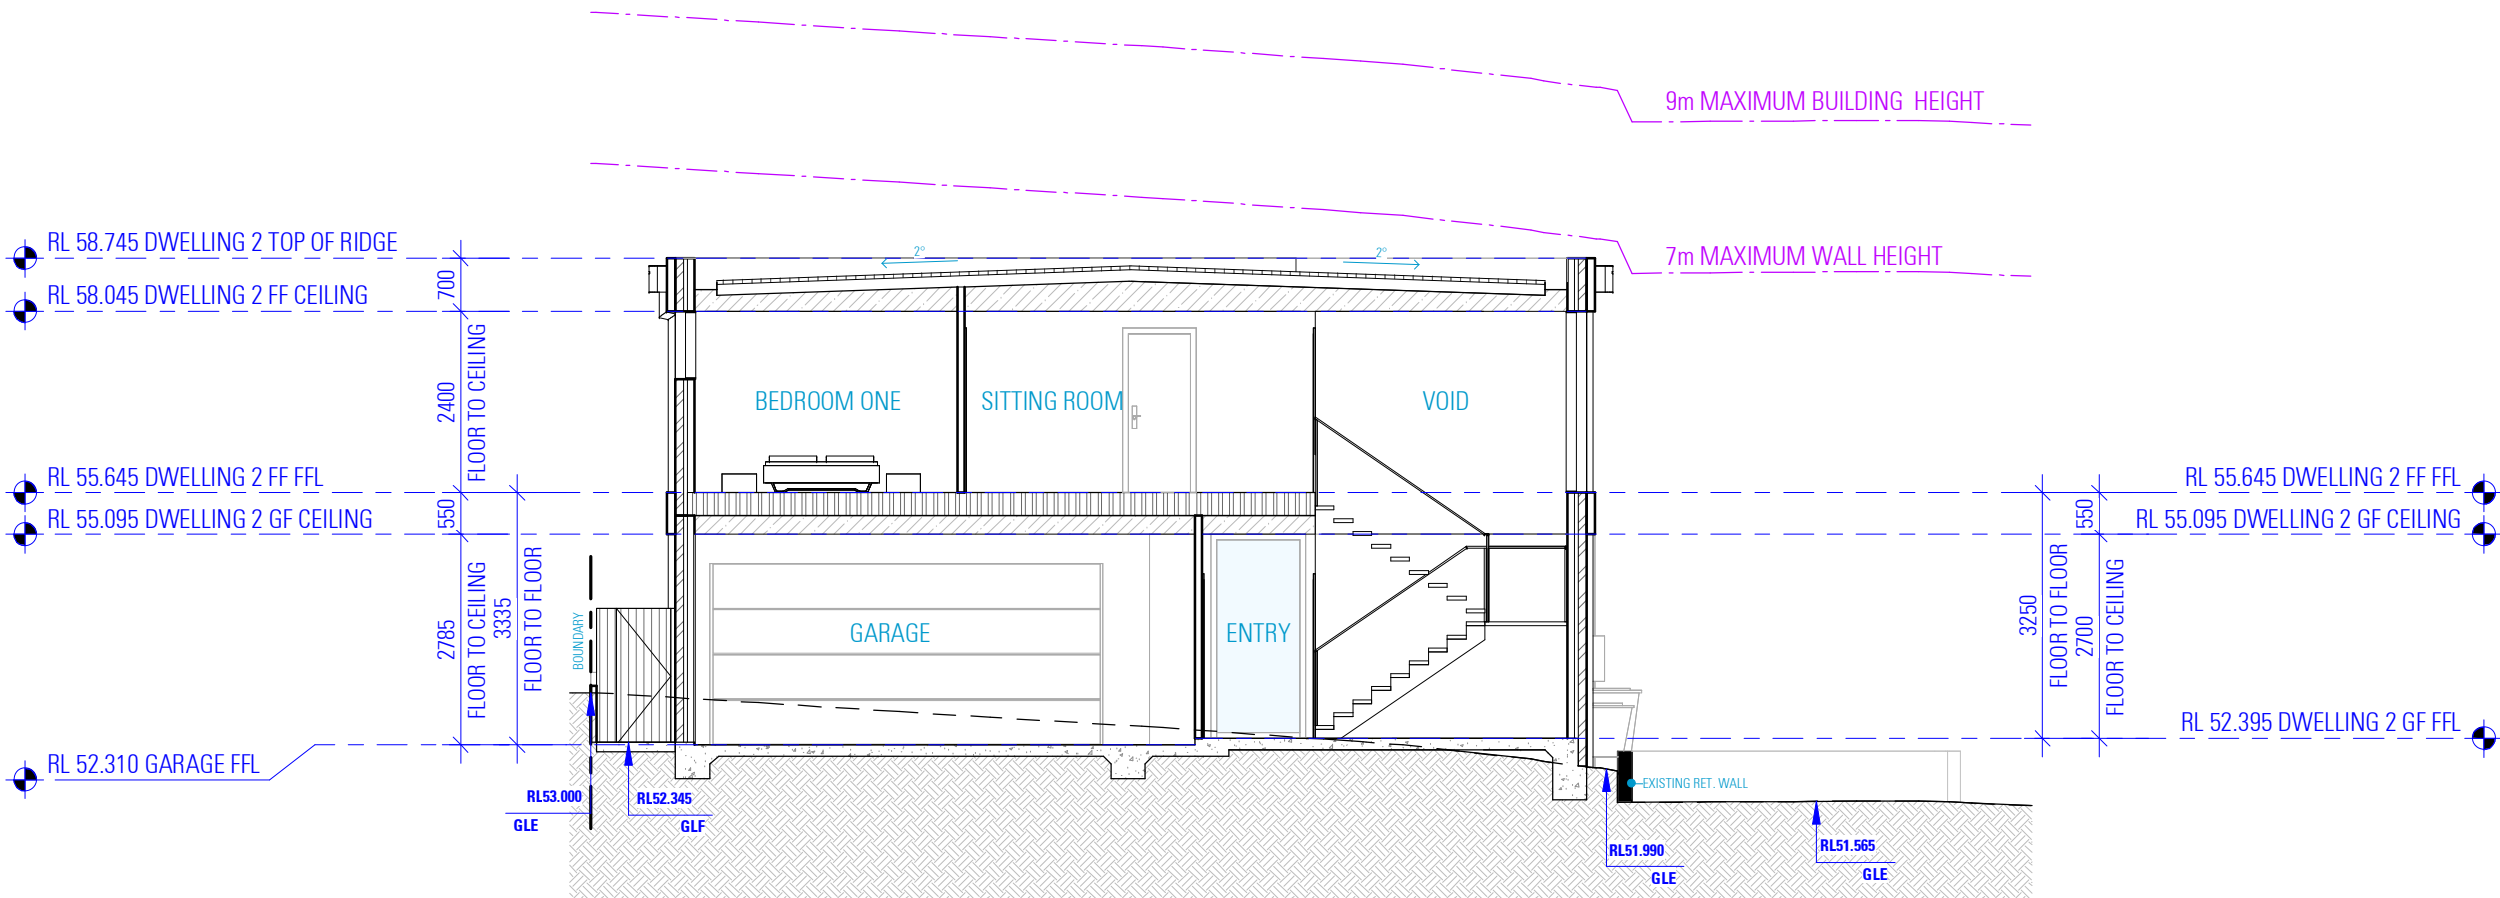 9m MAXIMUM BUILDING HEIGHT
7m MAXIMUM WALL HEIGHT
RL 58.745 DWELLING 2 TOP OF RIDGE
2°
2°
700
RL 58.045 DWELLING 2 FF CEILING
2400
FLOOR TO CEILING
BEDROOM ONE
SITTING ROOM
VOID
RL 55.645 DWELLING 2 FF FFL
RL 55.645 DWELLING 2 FF FFL
550
550
RL 55.095 DWELLING 2 GF CEILING
RL 55.095 DWELLING 2 GF CEILING
2785
FLOOR TO CEILING
3335
FLOOR TO FLOOR
BOUNDARY
GARAGE
ENTRY
3250
FLOOR TO FLOOR
2700
FLOOR TO CEILING
RL 52.395 DWELLING 2 GF FFL
RL 52.310 GARAGE FFL
EXISTING RET. WALL
RL53.000
GLE
RL52.345
GLF
RL51.990
GLE
RL51.565
GLE